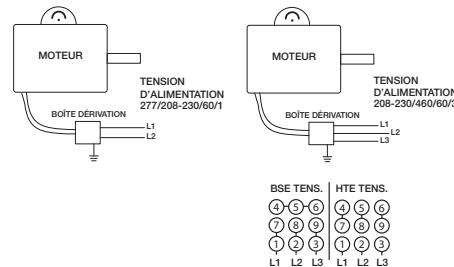 MOTEUR
TENSION
D'ALIMENTATION
277/208-230/60/1
BOÎTE DÉRIVATION
L1
L2
MOTEUR
TENSION
D'ALIMENTATION
208-230/460/60/3
BOÎTE DÉRIVATION
L1
L2
L3
BSE TENS. HTE TENS.
4 5 6 4 5 6
7 8 9 7 8 9
1 2 3 1 2 3
L1 L2 L3 L1 L2 L3